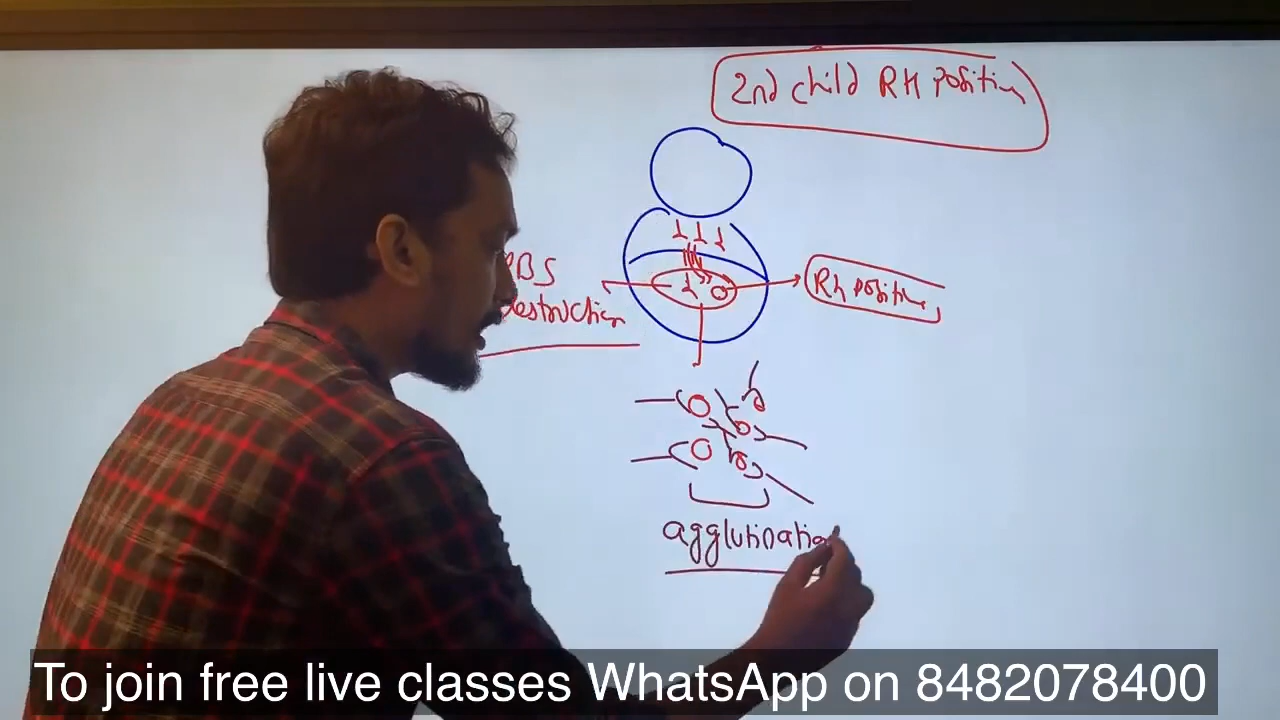 2nd child RH positive
RBS
destruction
Rh positive
agglutination
To join free live classes WhatsApp on 8482078400